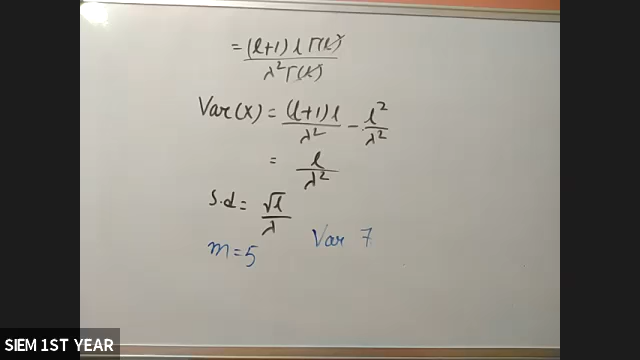 = (l+1) l Γ(l) / λ² Γ(l)
Var(X) = (l+1) l / λ² - l² / λ²
= l / λ²
S.d = √l / λ
m = 5 Var 7
SIEM 1ST YEAR